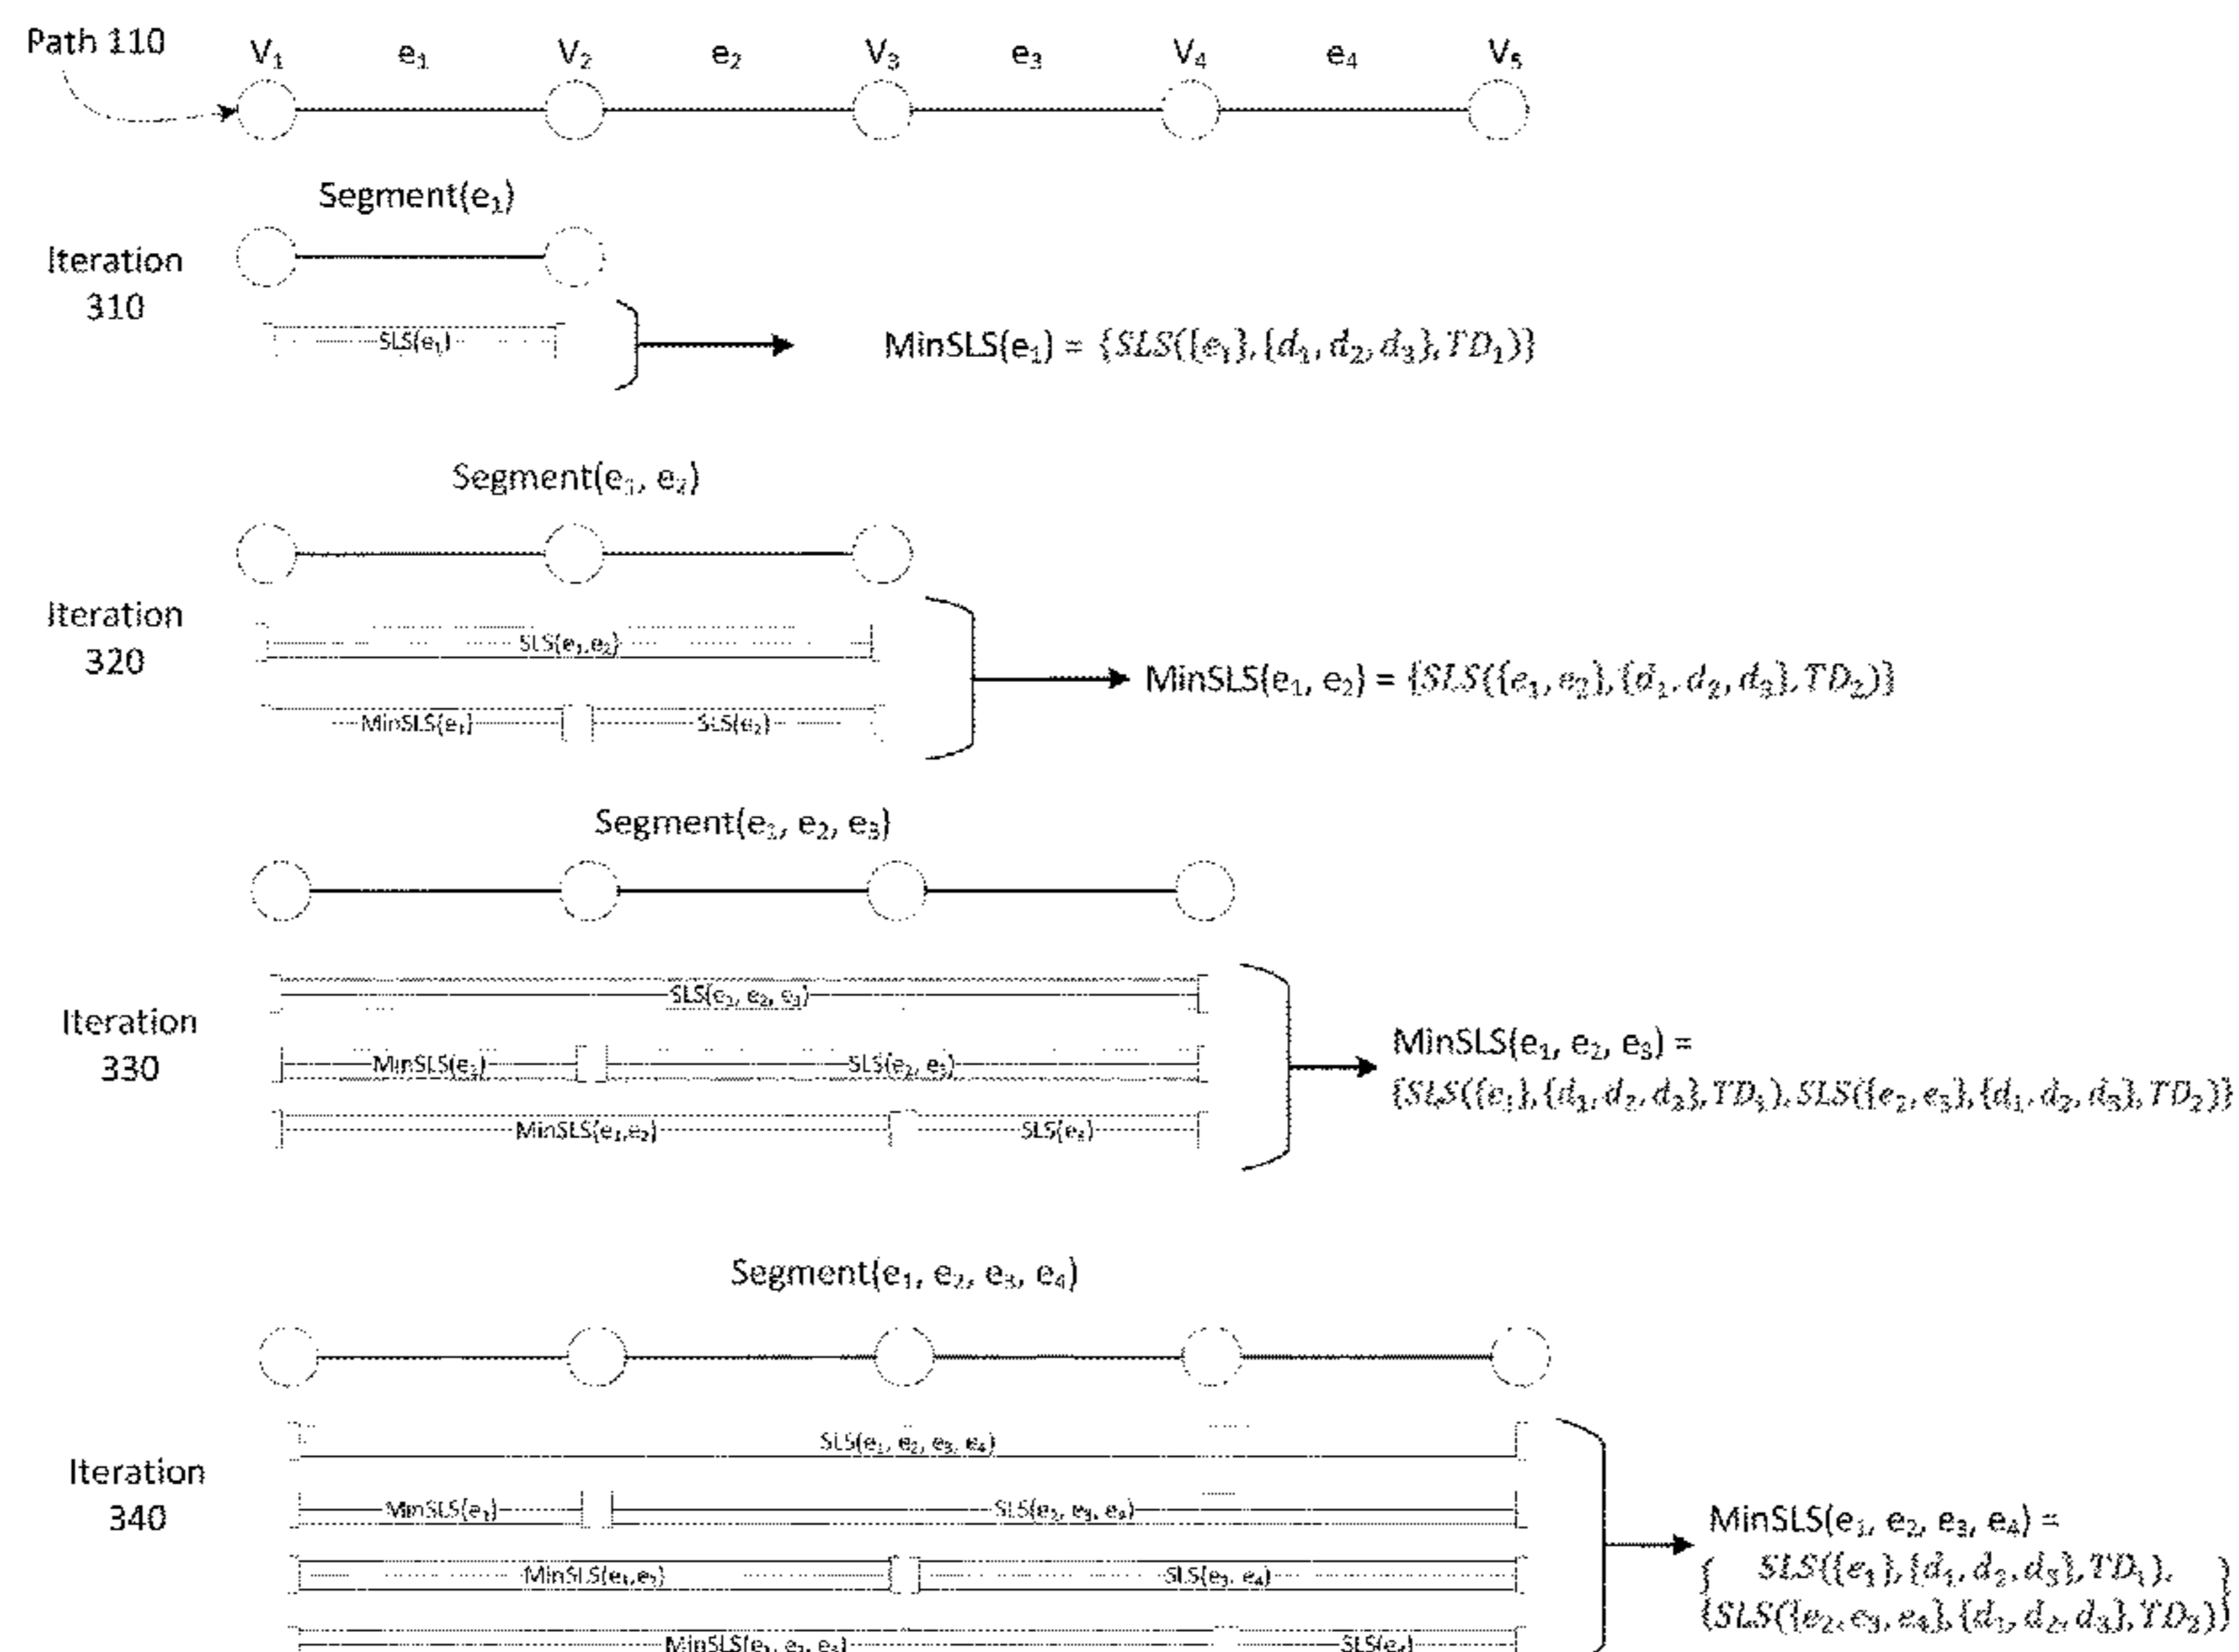 Path 110
V₁ e₁ V₂ e₂ V₃ e₃ V₄ e₄ V₅
Segment(e₁)
Iteration
310
SLS(e₁)
MinSLS(e₁) = {SLS({e₁},{d₁,d₂,d₃},TD₁)}
Segment(e₁, e₂)
Iteration
320
SLS(e₁,e₂)
MinSLS(e₁, e₂) = {SLS({e₁,e₂},{d₁,d₂,d₃},TD₂)}
MinSLS(e₁) SLS(e₂)
Segment(e₁, e₂, e₃)
Iteration
330
SLS(e₁, e₂, e₃)
MinSLS(e₁) SLS(e₂, e₃)
MinSLS(e₁,e₂) SLS(e₃)
MinSLS(e₁, e₂, e₃) =
{SLS({e₁},{d₁,d₂,d₃},TD₁),SLS({e₂,e₃},{d₁,d₂,d₃},TD₂)}
Segment(e₁, e₂, e₃, e₄)
Iteration
340
SLS(e₁, e₂, e₃, e₄)
MinSLS(e₁) SLS(e₂, e₃, e₄)
MinSLS(e₁,e₂) SLS(e₃, e₄)
MinSLS(e₁, e₂, e₃) SLS(e₄)
MinSLS(e₁, e₂, e₃, e₄) =
{ SLS({e₁},{d₁,d₂,d₃},TD₁), }
{SLS({e₂,e₃,e₄},{d₁,d₂,d₃},TD₃)}